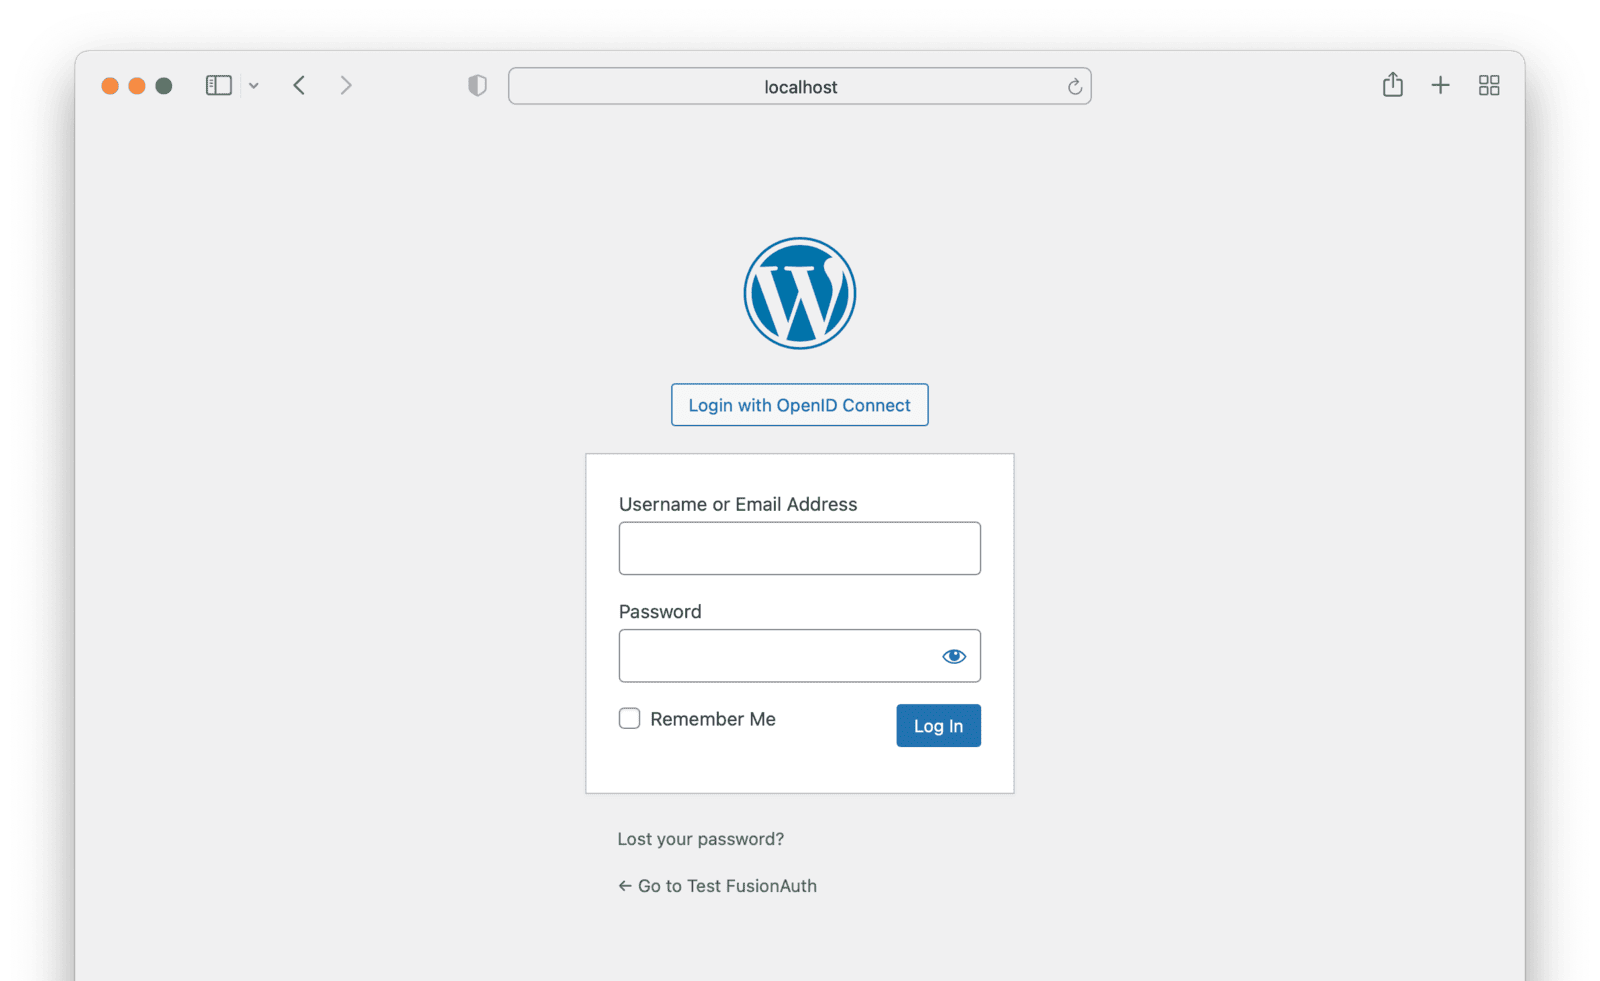 localhost
Login with OpenID Connect
Username or Email Address
Password
Remember Me
Log In
Lost your password?
← Go to Test FusionAuth